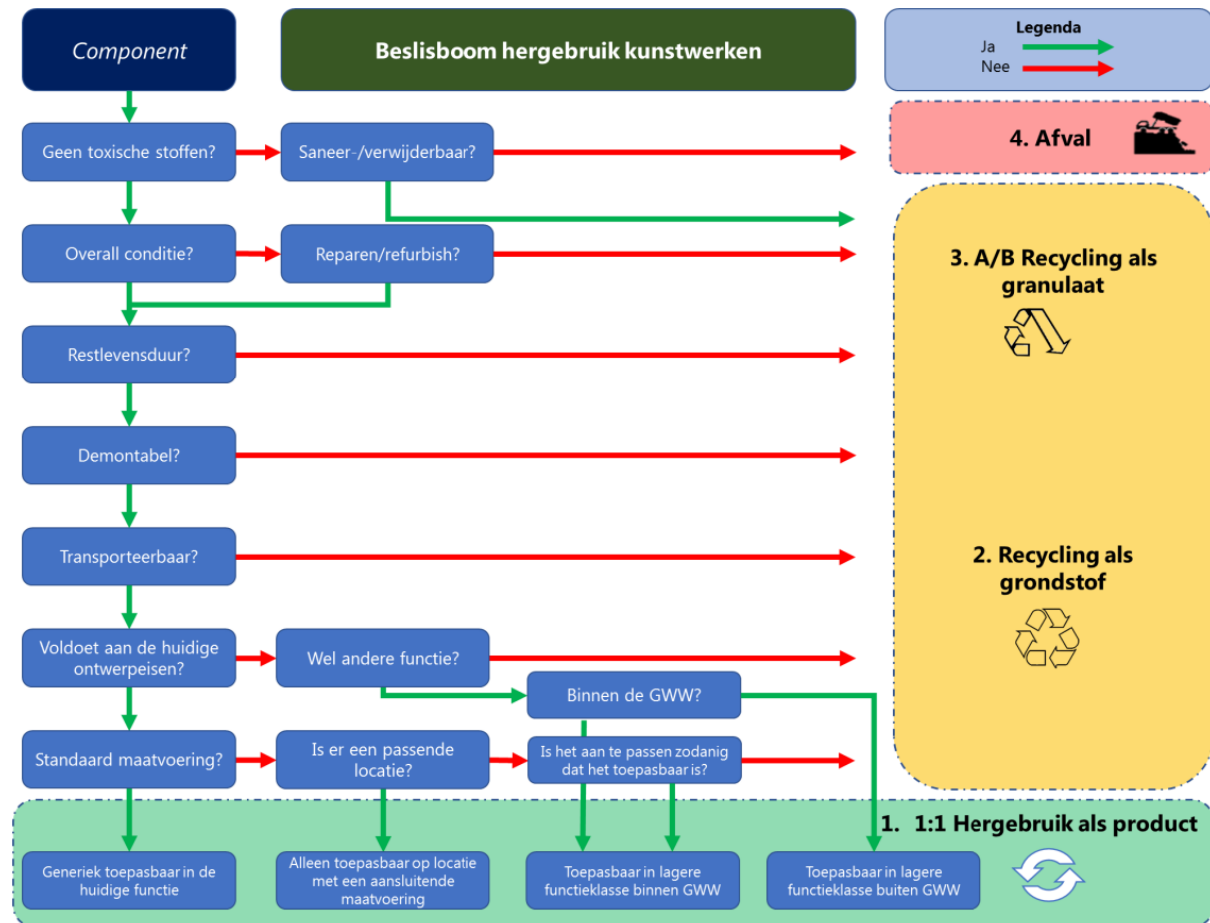 Component
Beslisboom hergebruik kunstwerken
Legenda
Ja
Nee
4. Afval
Geen toxische stoffen?
Saneer-/verwijderbaar?
Overall conditie?
Reparen/refurbish?
3. A/B Recycling als
granulaat
Restlevensduur?
Demontabel?
Transporteerbaar?
2. Recycling als
grondstof
Voldoet aan de huidige
ontwerpeisen?
Wel andere functie?
Binnen de GWW?
Standaard maatvoering?
Is er een passende
locatie?
Is het aan te passen zodanig
dat het toepasbaar is?
1. 1:1 Hergebruik als product
Generiek toepasbaar in de
huidige functie
Alleen toepasbaar op locatie
met een aansluitende
maatvoering
Toepasbaar in lagere
functieklasse binnen GWW
Toepasbaar in lagere
functieklasse buiten GWW